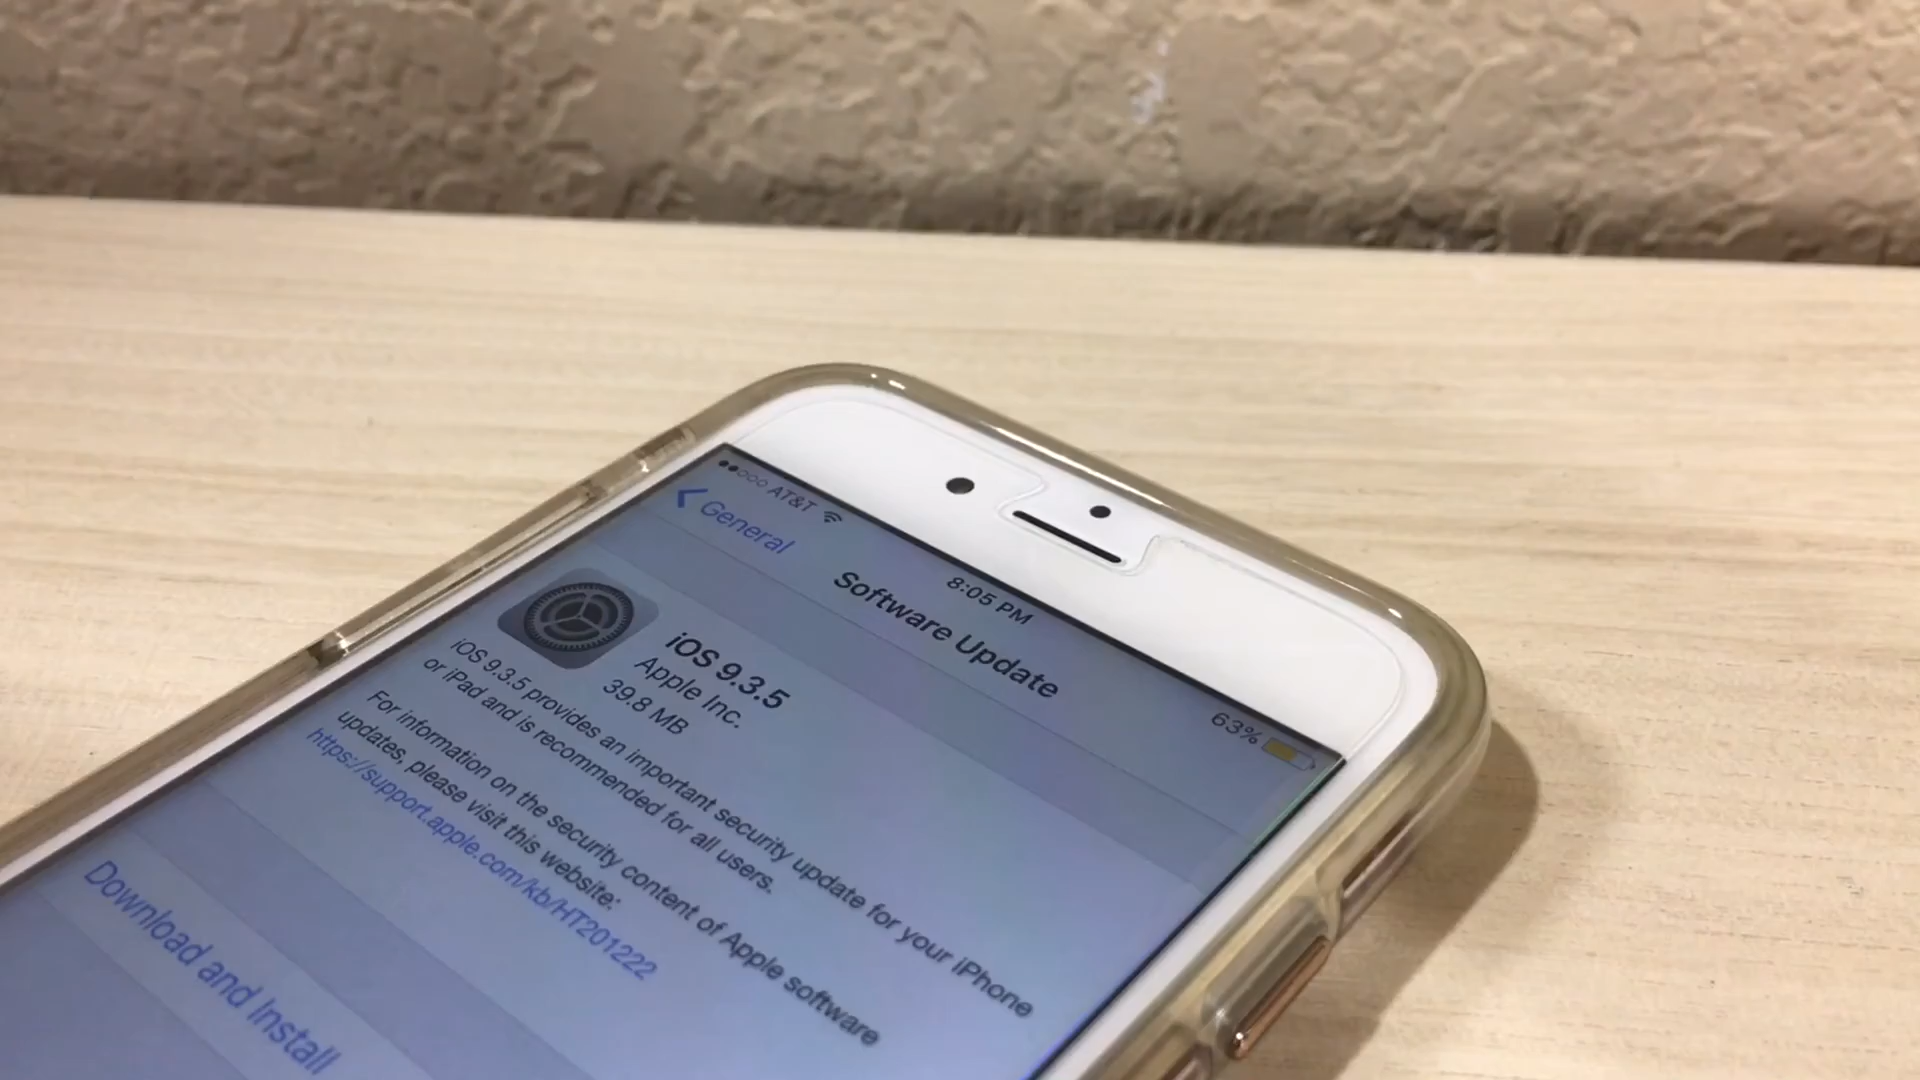 AT&T
8:05 PM
63%
General
Software Update
iOS 9.3.5
Apple Inc.
39.8 MB
iOS 9.3.5 provides an important security update for your iPhone
or iPad and is recommended for all users.
For information on the security content of Apple software
updates, please visit this website:
https://support.apple.com/kb/HT201222
Download and Install